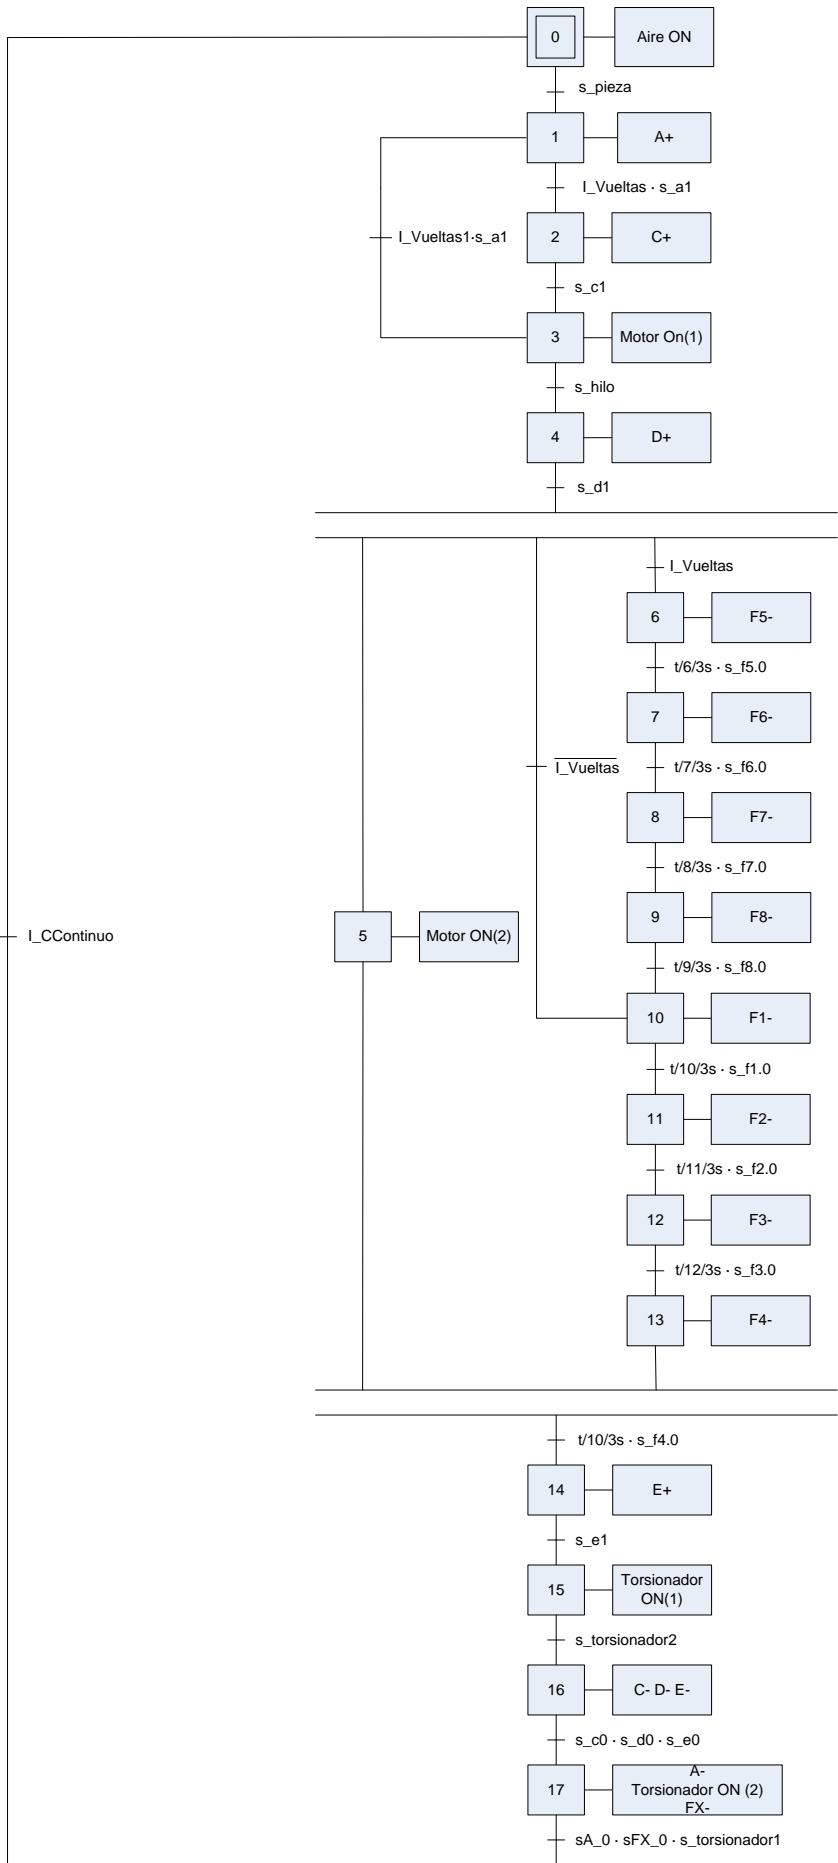 0
Aire ON
s_pieza
1
A+
I_Vueltas · s_a1
I_Vueltas1·s_a1
2
C+
s_c1
3
Motor On(1)
s_hilo
4
D+
s_d1
I_Vueltas
6
F5-
t/6/3s · s_f5.0
7
F6-
I_Vueltas
t/7/3s · s_f6.0
8
F7-
t/8/3s · s_f7.0
I_CContinuo
5
Motor ON(2)
9
F8-
t/9/3s · s_f8.0
10
F1-
t/10/3s · s_f1.0
11
F2-
t/11/3s · s_f2.0
12
F3-
t/12/3s · s_f3.0
13
F4-
t/10/3s · s_f4.0
14
E+
s_e1
15
Torsionador
ON(1)
s_torsionador2
16
C- D- E-
s_c0 · s_d0 · s_e0
17
A-
Torsionador ON (2)
FX-
sA_0 · sFX_0 · s_torsionador1